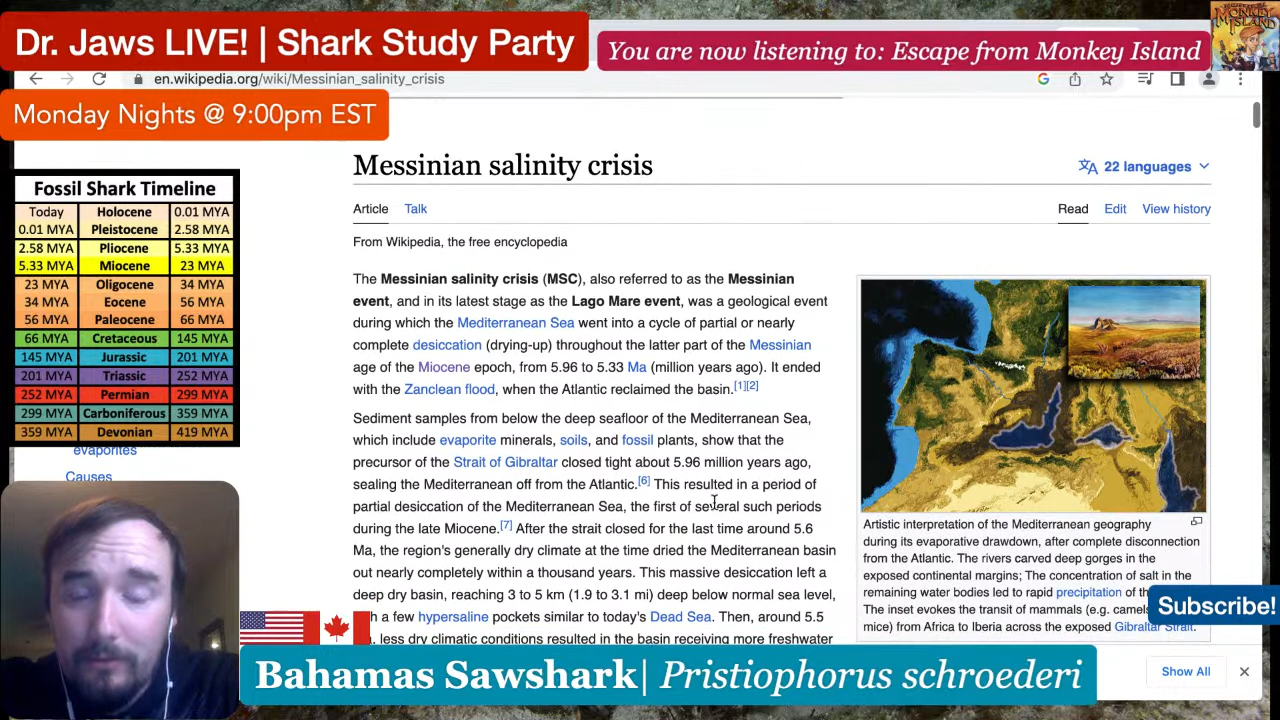 Dr. Jaws LIVE! | Shark Study Party
You are now listening to: Escape from Monkey Island
MONKEY
ISLAND
en.wikipedia.org/wiki/Messinian_salinity_crisis
Monday Nights @ 9:00pm EST
Messinian salinity crisis
22 languages
Article Talk
Read Edit View history
From Wikipedia, the free encyclopedia
Fossil Shark Timeline
Today Holocene 0.01 MYA
0.01 MYA Pleistocene 2.58 MYA
2.58 MYA Pliocene 5.33 MYA
5.33 MYA Miocene 23 MYA
23 MYA Oligocene 34 MYA
34 MYA Eocene 56 MYA
56 MYA Paleocene 66 MYA
66 MYA Cretaceous 145 MYA
145 MYA Jurassic 201 MYA
201 MYA Triassic 252 MYA
252 MYA Permian 299 MYA
299 MYA Carboniferous 359 MYA
359 MYA Devonian 419 MYA
evaporites
Causes
The Messinian salinity crisis (MSC), also referred to as the Messinian
event, and in its latest stage as the Lago Mare event, was a geological event
during which the Mediterranean Sea went into a cycle of partial or nearly
complete desiccation (drying-up) throughout the latter part of the Messinian
age of the Miocene epoch, from 5.96 to 5.33 Ma (million years ago). It ended
with the Zanclean flood, when the Atlantic reclaimed the basin.[1][2]
Sediment samples from below the deep seafloor of the Mediterranean Sea,
which include evaporite minerals, soils, and fossil plants, show that the
precursor of the Strait of Gibraltar closed tight about 5.96 million years ago,
sealing the Mediterranean off from the Atlantic.[6] This resulted in a period of
partial desiccation of the Mediterranean Sea, the first of several such periods
during the late Miocene.[7] After the strait closed for the last time around 5.6
Ma, the region's generally dry climate at the time dried the Mediterranean basin
out nearly completely within a thousand years. This massive desiccation left a
deep dry basin, reaching 3 to 5 km (1.9 to 3.1 mi) deep below normal sea level,
a few hypersaline pockets similar to today's Dead Sea. Then, around 5.5
less dry climatic conditions resulted in the basin receiving more freshwater
Artistic interpretation of the Mediterranean geography
during its evaporative drawdown, after complete disconnection
from the Atlantic. The rivers carved deep gorges in the
exposed continental margins; The concentration of salt in the
remaining water bodies led to rapid precipitation of
The inset evokes the transit of mammals (e.g. camels
mice) from Africa to Iberia across the exposed Gibraltar Strait.
Subscribe!
Bahamas Sawshark| Pristiophorus schroederi
Show All